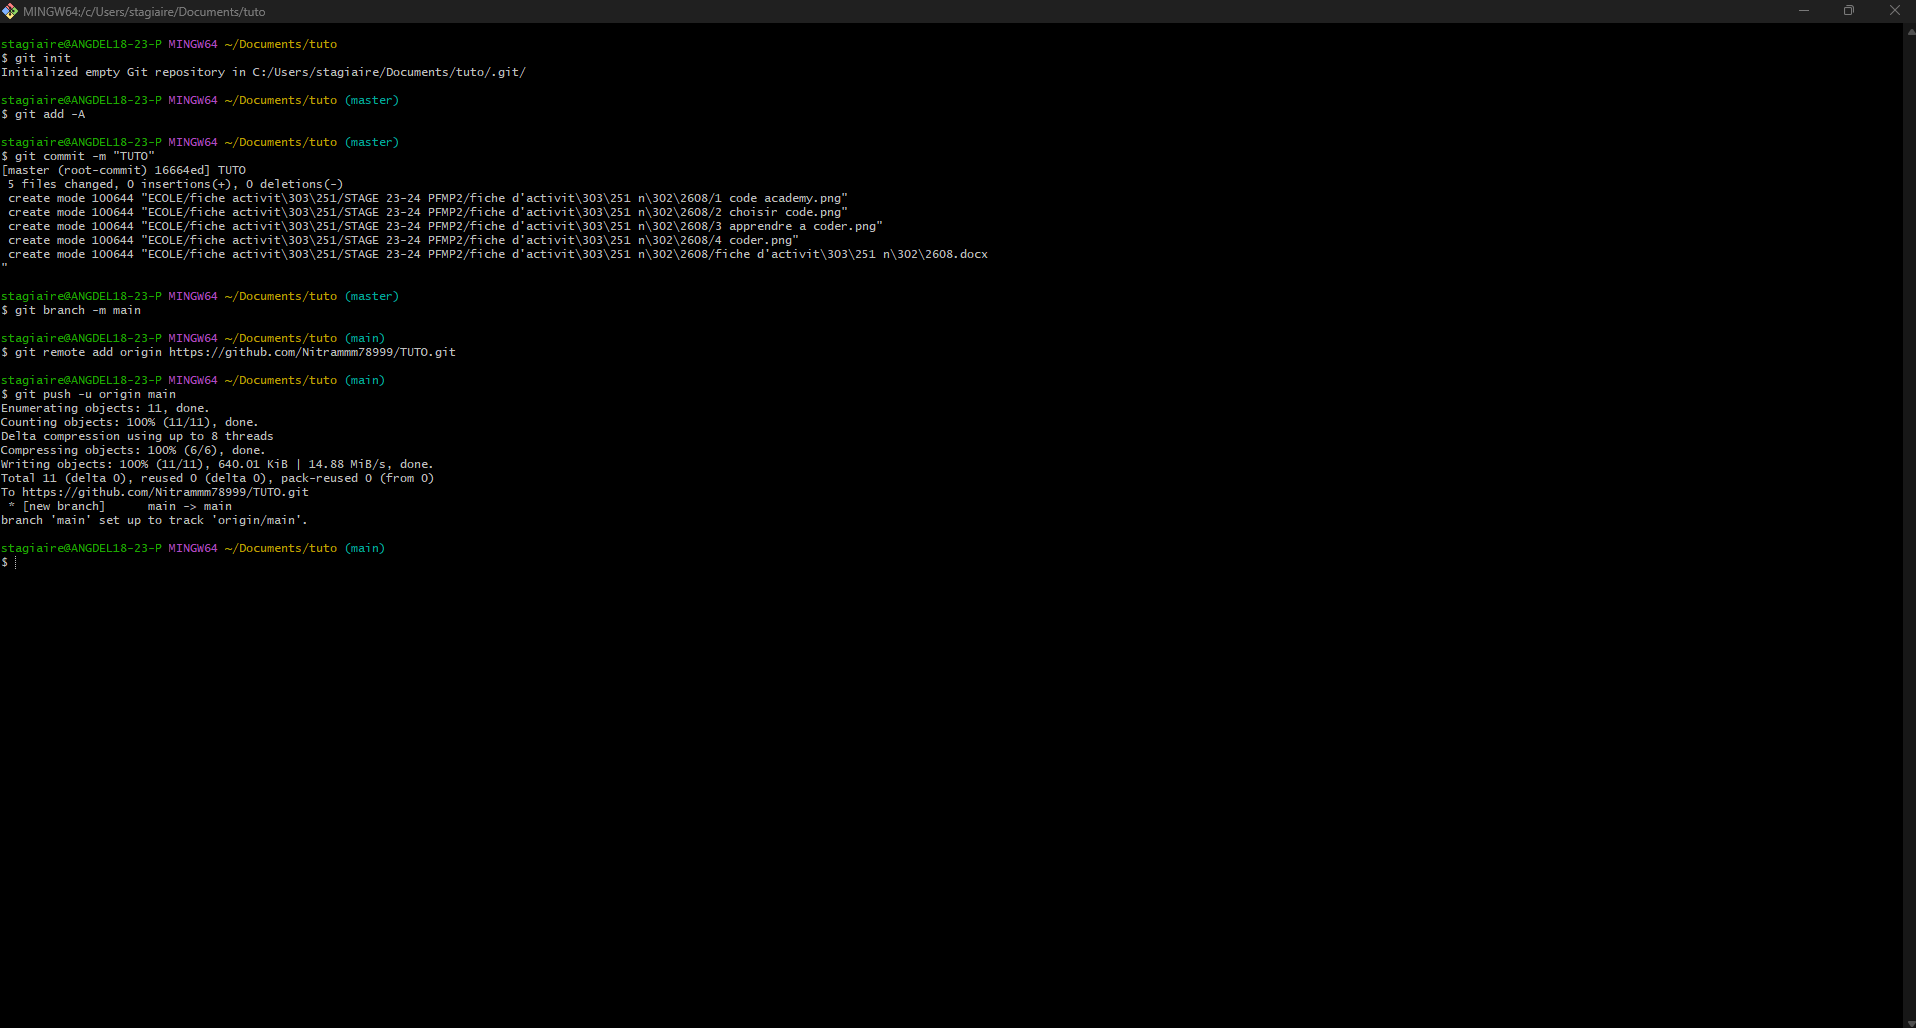 MINGW64:/c/Users/stagiaire/Documents/tuto
stagiaire@ANGDEL18-23-P MINGW64 ~/Documents/tuto
$ git init
Initialized empty Git repository in C:/Users/stagiaire/Documents/tuto/.git/
stagiaire@ANGDEL18-23-P MINGW64 ~/Documents/tuto (master)
$ git add -A
stagiaire@ANGDEL18-23-P MINGW64 ~/Documents/tuto (master)
$ git commit -m "TUTO"
[master (root-commit) 16664ed] TUTO
 5 files changed, 0 insertions(+), 0 deletions(-)
 create mode 100644 "ECOLE/fiche activit\303\251/STAGE 23-24 PFMP2/fiche d'activit\303\251 n\302\2608/1 code academy.png"
 create mode 100644 "ECOLE/fiche activit\303\251/STAGE 23-24 PFMP2/fiche d'activit\303\251 n\302\2608/2 choisir code.png"
 create mode 100644 "ECOLE/fiche activit\303\251/STAGE 23-24 PFMP2/fiche d'activit\303\251 n\302\2608/3 apprendre a coder.png"
 create mode 100644 "ECOLE/fiche activit\303\251/STAGE 23-24 PFMP2/fiche d'activit\303\251 n\302\2608/4 coder.png"
 create mode 100644 "ECOLE/fiche activit\303\251/STAGE 23-24 PFMP2/fiche d'activit\303\251 n\302\2608/fiche d'activit\303\251 n\302\2608.docx
"
stagiaire@ANGDEL18-23-P MINGW64 ~/Documents/tuto (master)
$ git branch -m main
stagiaire@ANGDEL18-23-P MINGW64 ~/Documents/tuto (main)
$ git remote add origin https://github.com/Nitrammm78999/TUTO.git
stagiaire@ANGDEL18-23-P MINGW64 ~/Documents/tuto (main)
$ git push -u origin main
Enumerating objects: 11, done.
Counting objects: 100% (11/11), done.
Delta compression using up to 8 threads
Compressing objects: 100% (6/6), done.
Writing objects: 100% (11/11), 640.01 KiB | 14.88 MiB/s, done.
Total 11 (delta 0), reused 0 (delta 0), pack-reused 0 (from 0)
To https://github.com/Nitrammm78999/TUTO.git
 * [new branch]      main -> main
branch 'main' set up to track 'origin/main'.
stagiaire@ANGDEL18-23-P MINGW64 ~/Documents/tuto (main)
$